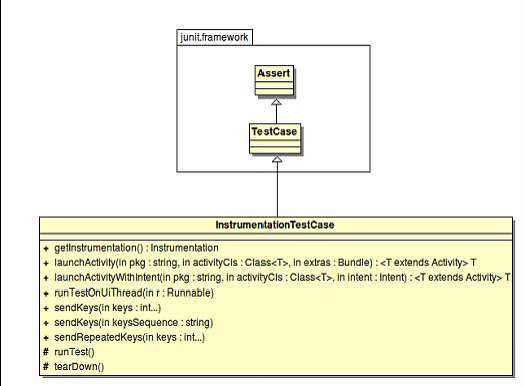 junit.framework
Assert
TestCase
InstrumentationTestCase
+ getInstrumentation() : Instrumentation
+ launchActivity(in pkg : string, in activityCls : Class<T>, in extras : Bundle) : <T extends Activity> T
+ launchActivityWithIntent(in pkg : string, in activityCls : Class<T>, in intent : Intent) : <T extends Activity> T
+ runTestOnUiThread(in r : Runnable)
+ sendKeys(in keys : int...)
+ sendKeys(in keysSequence : string)
+ sendRepeatedKeys(in keys : int...)
# runTest()
# tearDown()